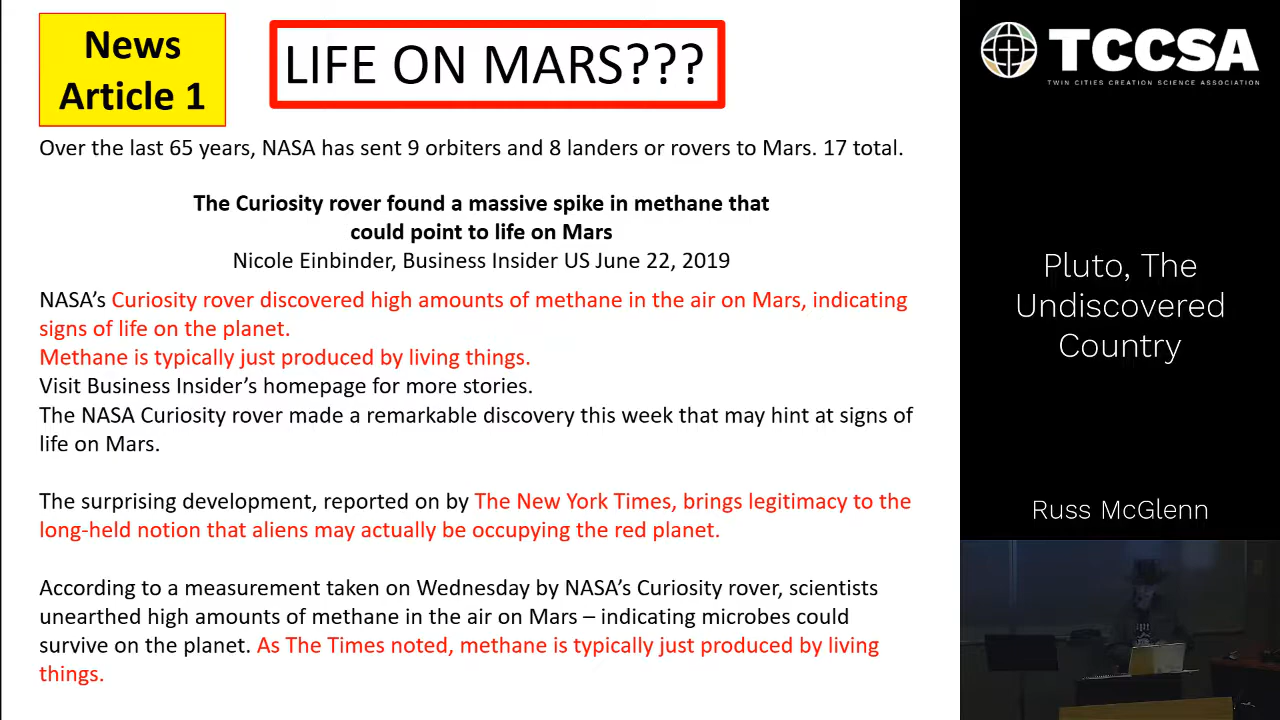 News
Article 1
LIFE ON MARS???
Over the last 65 years, NASA has sent 9 orbiters and 8 landers or rovers to Mars. 17 total.
The Curiosity rover found a massive spike in methane that
could point to life on Mars
Nicole Einbinder, Business Insider US June 22, 2019
NASA’s Curiosity rover discovered high amounts of methane in the air on Mars, indicating
signs of life on the planet.
Methane is typically just produced by living things.
Visit Business Insider’s homepage for more stories.
The NASA Curiosity rover made a remarkable discovery this week that may hint at signs of
life on Mars.
The surprising development, reported on by The New York Times, brings legitimacy to the
long-held notion that aliens may actually be occupying the red planet.
According to a measurement taken on Wednesday by NASA’s Curiosity rover, scientists
unearthed high amounts of methane in the air on Mars – indicating microbes could
survive on the planet. As The Times noted, methane is typically just produced by living
things.
TCCSA
TWIN CITIES CREATION SCIENCE ASSOCIATION
Pluto, The
Undiscovered
Country
Russ McGlenn